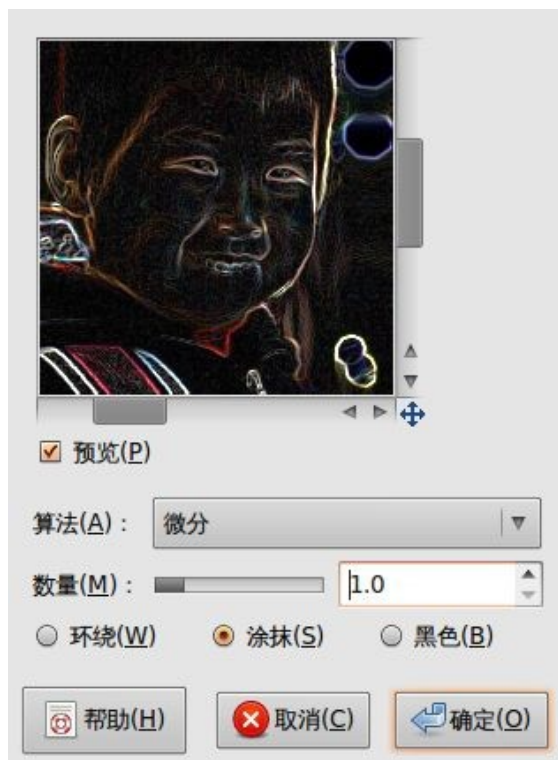 预览(P)
算法(A)： 微分
数量(M)： 1.0
环绕(W) 涂抹(S) 黑色(B)
帮助(H) 取消(C) 确定(O)